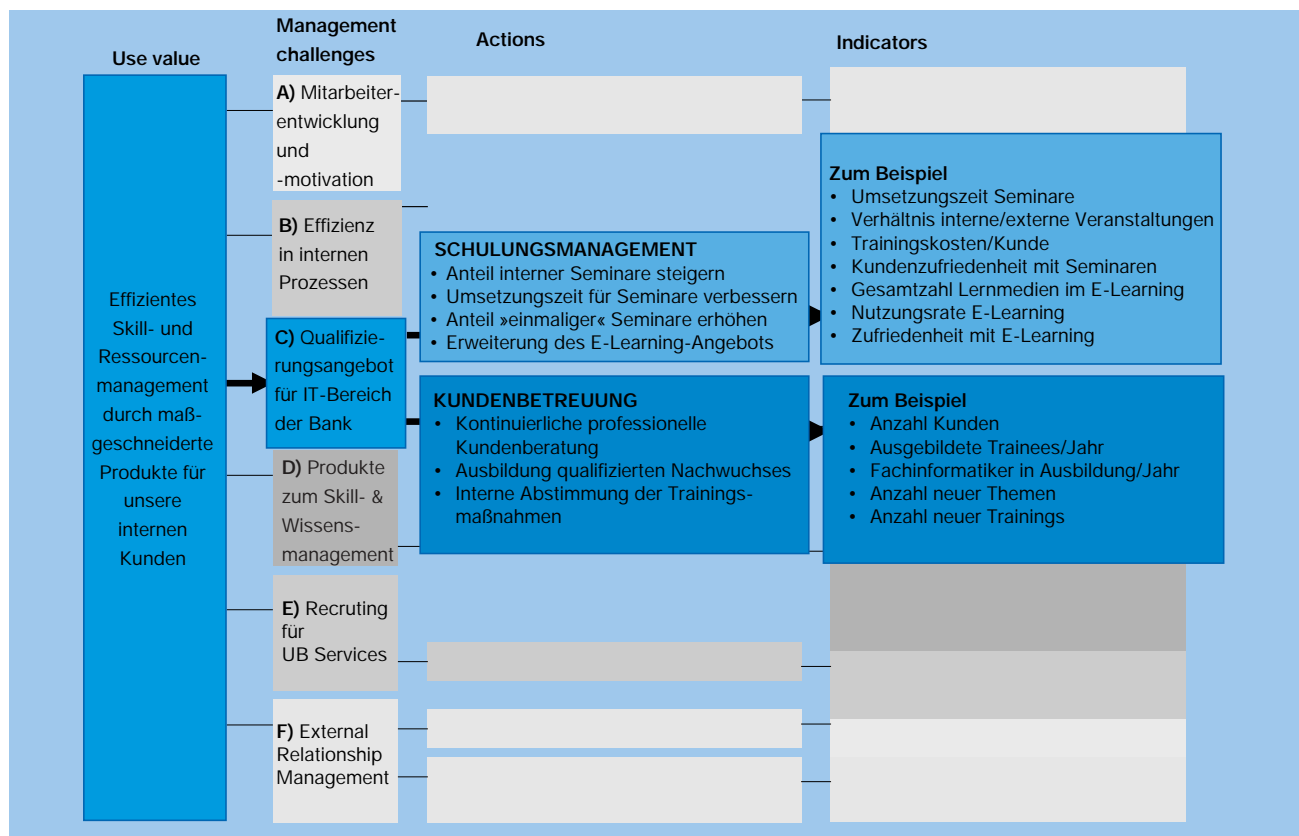 Use value
Management
challenges
Actions
Indicators
Effizientes
Skill- und
Ressourcen-
management
durch maß-
geschneiderte
Produkte für
unsere
internen
Kunden
A) Mitarbeiter-
entwicklung
und
-motivation
B) Effizienz
in internen
Prozessen
C) Qualifizie-
rungsangebot
für IT-Bereich
der Bank
D) Produkte
zum Skill- &
Wissens-
management
E) Recruting
für
UB Services
F) External
Relationship
Management
SCHULUNGSMANAGEMENT
• Anteil interner Seminare steigern
• Umsetzungszeit für Seminare verbessern
• Anteil »einmaliger« Seminare erhöhen
• Erweiterung des E-Learning-Angebots
KUNDENBETREUUNG
• Kontinuierliche professionelle
Kundenberatung
• Ausbildung qualifizierten Nachwuchses
• Interne Abstimmung der Trainings-
maßnahmen
Zum Beispiel
• Umsetzungszeit Seminare
• Verhältnis interne/externe Veranstaltungen
• Trainingskosten/Kunde
• Kundenzufriedenheit mit Seminaren
• Gesamtzahl Lernmedien im E-Learning
• Nutzungsrate E-Learning
• Zufriedenheit mit E-Learning
Zum Beispiel
• Anzahl Kunden
• Ausgebildete Trainees/Jahr
• Fachinformatiker in Ausbildung/Jahr
• Anzahl neuer Themen
• Anzahl neuer Trainings